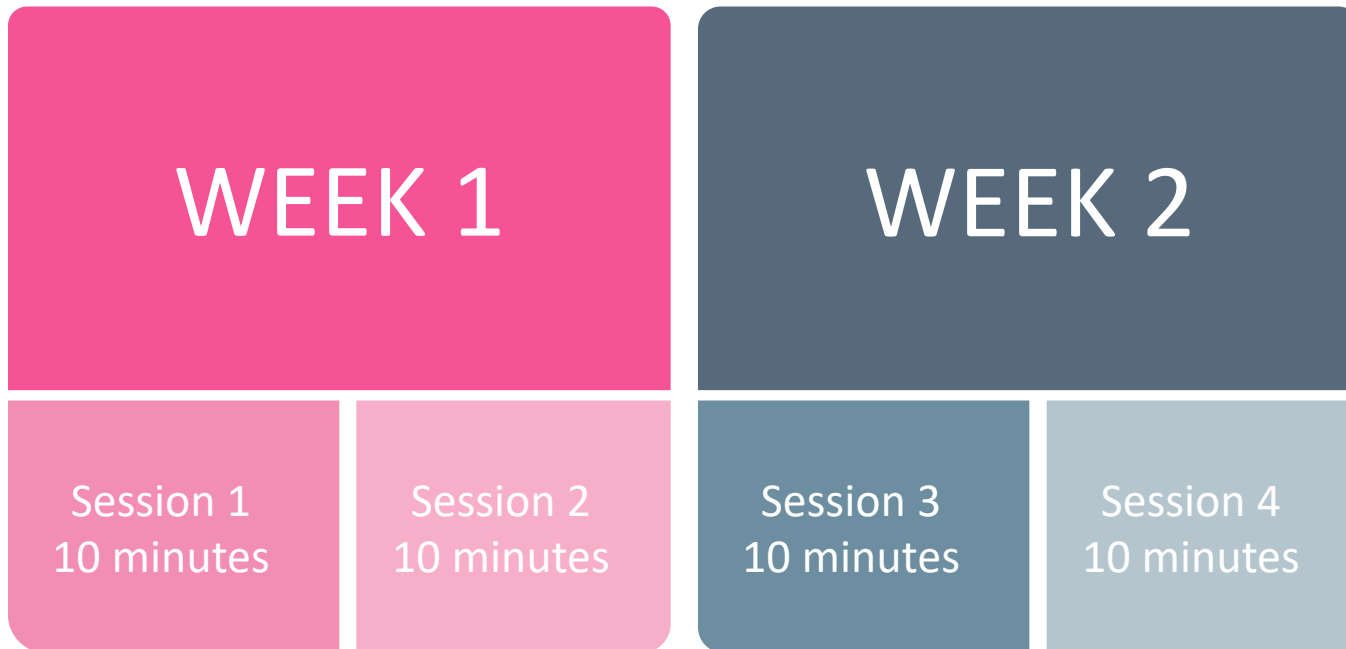 WEEK 1
Session 1
10 minutes
Session 2
10 minutes
WEEK 2
Session 3
10 minutes
Session 4
10 minutes